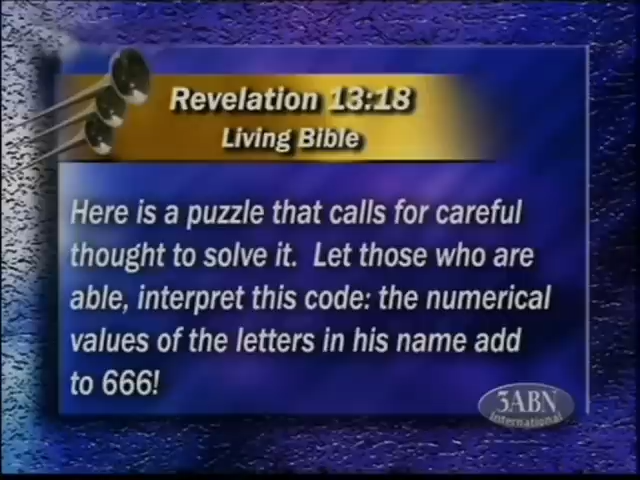 Revelation 13:18
Living Bible
Here is a puzzle that calls for careful
thought to solve it.  Let those who are
able, interpret this code: the numerical
values of the letters in his name add
to 666!
3ABN
International